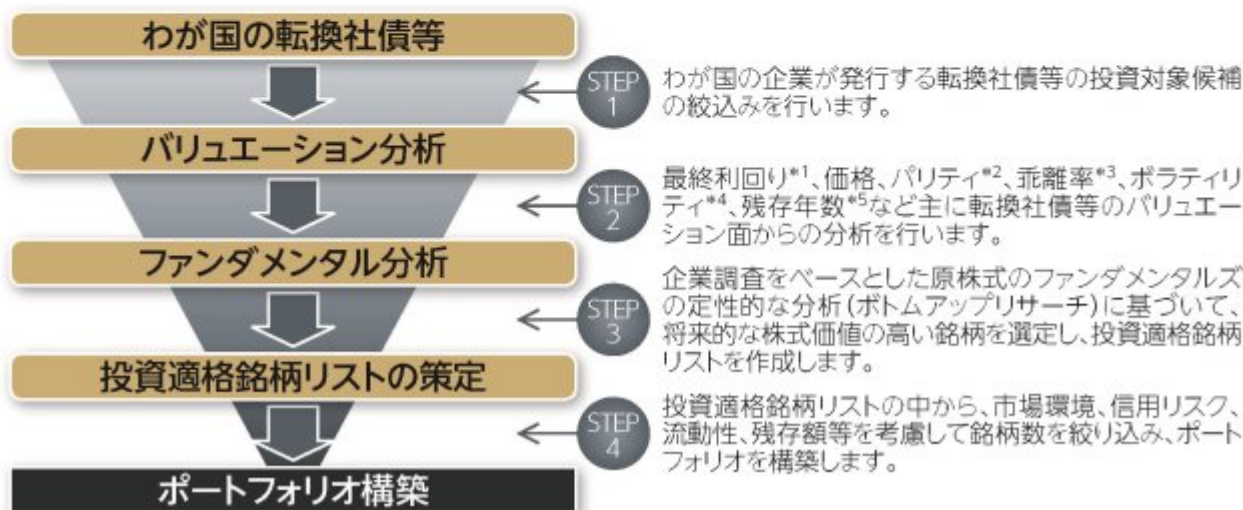 わが国の転換社債等
STEP
1
わが国の企業が発行する転換社債等の投資対象候補
の絞込みを行います。
バリュエーション分析
STEP
2
最終利回り*1、価格、パリティ*2、乖離率*3、ボラティリ
ティ*4、残存年数*5など主に転換社債等のバリュエー
ション面からの分析を行います。
ファンダメンタル分析
STEP
3
企業調査をベースとした原株式のファンダメンタルズ
の定性的な分析(ボトムアップリサーチ)に基づいて、
将来的な株式価値の高い銘柄を選定し、投資適格銘柄
リストを作成します。
投資適格銘柄リストの策定
STEP
4
投資適格銘柄リストの中から、市場環境、信用リスク、
流動性、残存額等を考慮して銘柄数を絞り込み、ポート
フォリオを構築します。
ポートフォリオ構築